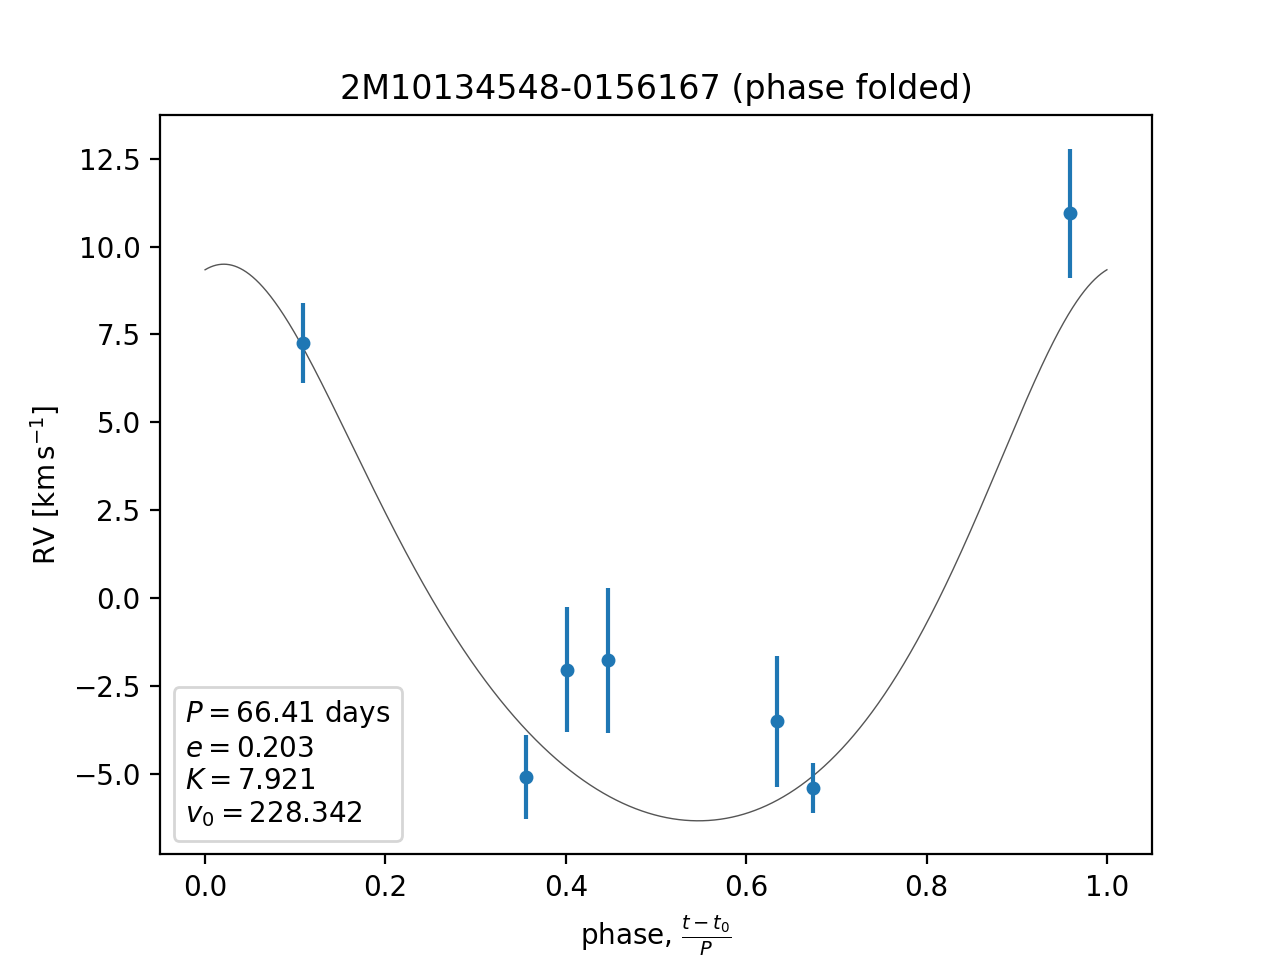 2M10134548-0156167 (phase folded)
12.5
10.0
7.5
5.0
2.5
0.0
−2.5
−5.0
RV [km s⁻¹]
P = 66.41 days
e = 0.203
K = 7.921
v₀ = 228.342
0.0 0.2 0.4 0.6 0.8 1.0
phase, (t − t₀)/P